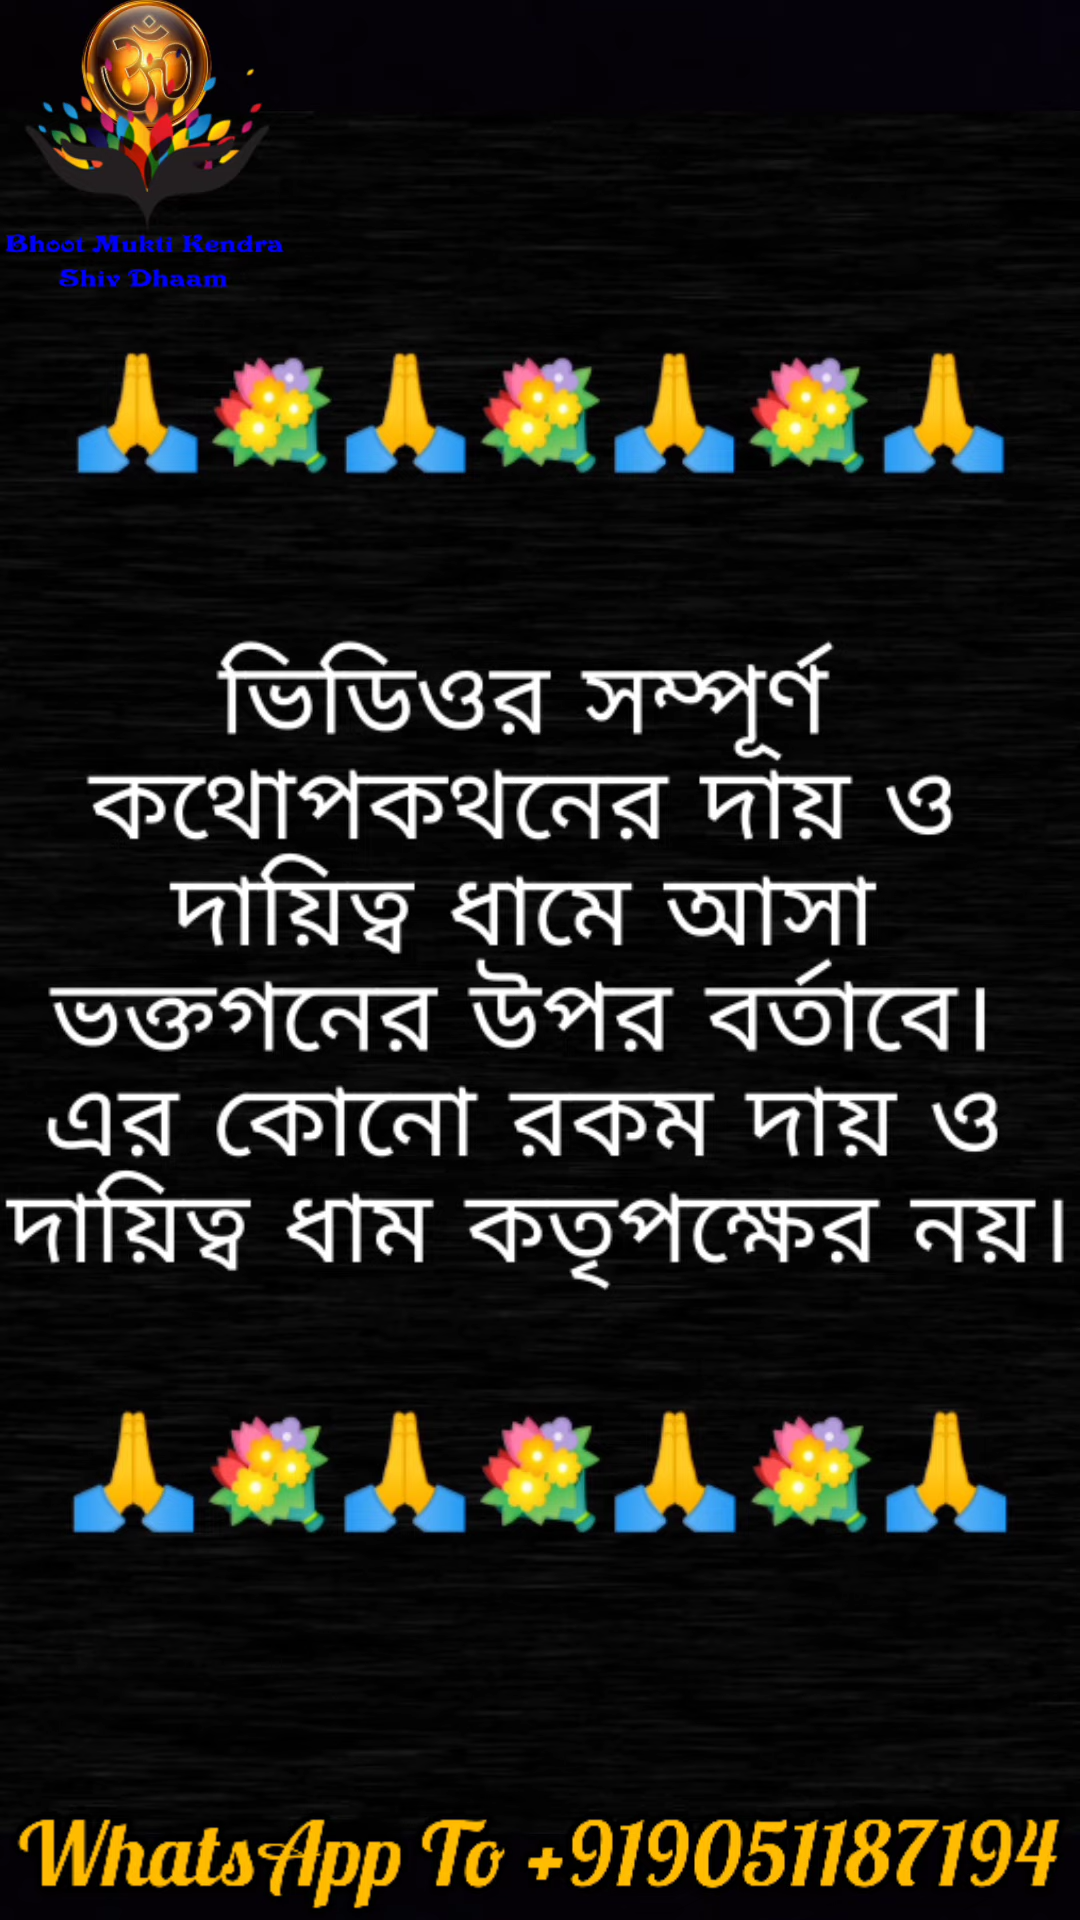 Bhoot Mukti Kendra
Shiv Dhaam
🙏💐🙏💐🙏💐🙏
ভিডিওর সম্পূর্ণ
কথোপকথনের দায় ও
দায়িত্ব ধামে আসা
ভক্তগনের উপর বর্তাবে।
এর কোনো রকম দায় ও
দায়িত্ব ধাম কতৃপক্ষের নয়।
🙏💐🙏💐🙏💐🙏
WhatsApp To +919051187194